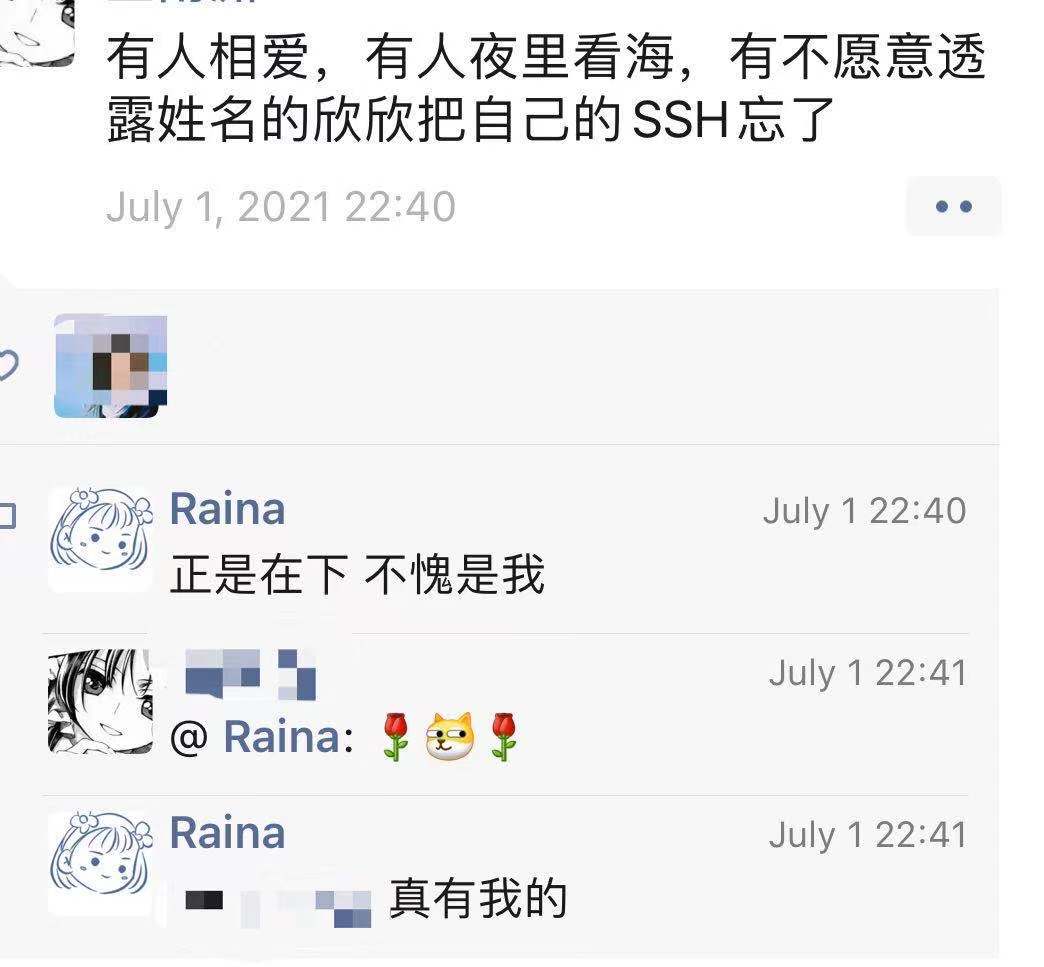 有人相爱，有人夜里看海，有不愿意透
露姓名的欣欣把自己的SSH忘了
July 1, 2021 22:40
Raina
July 1 22:40
正是在下 不愧是我
July 1 22:41
@ Raina: 🌹🐶🌹
Raina
July 1 22:41
真有我的